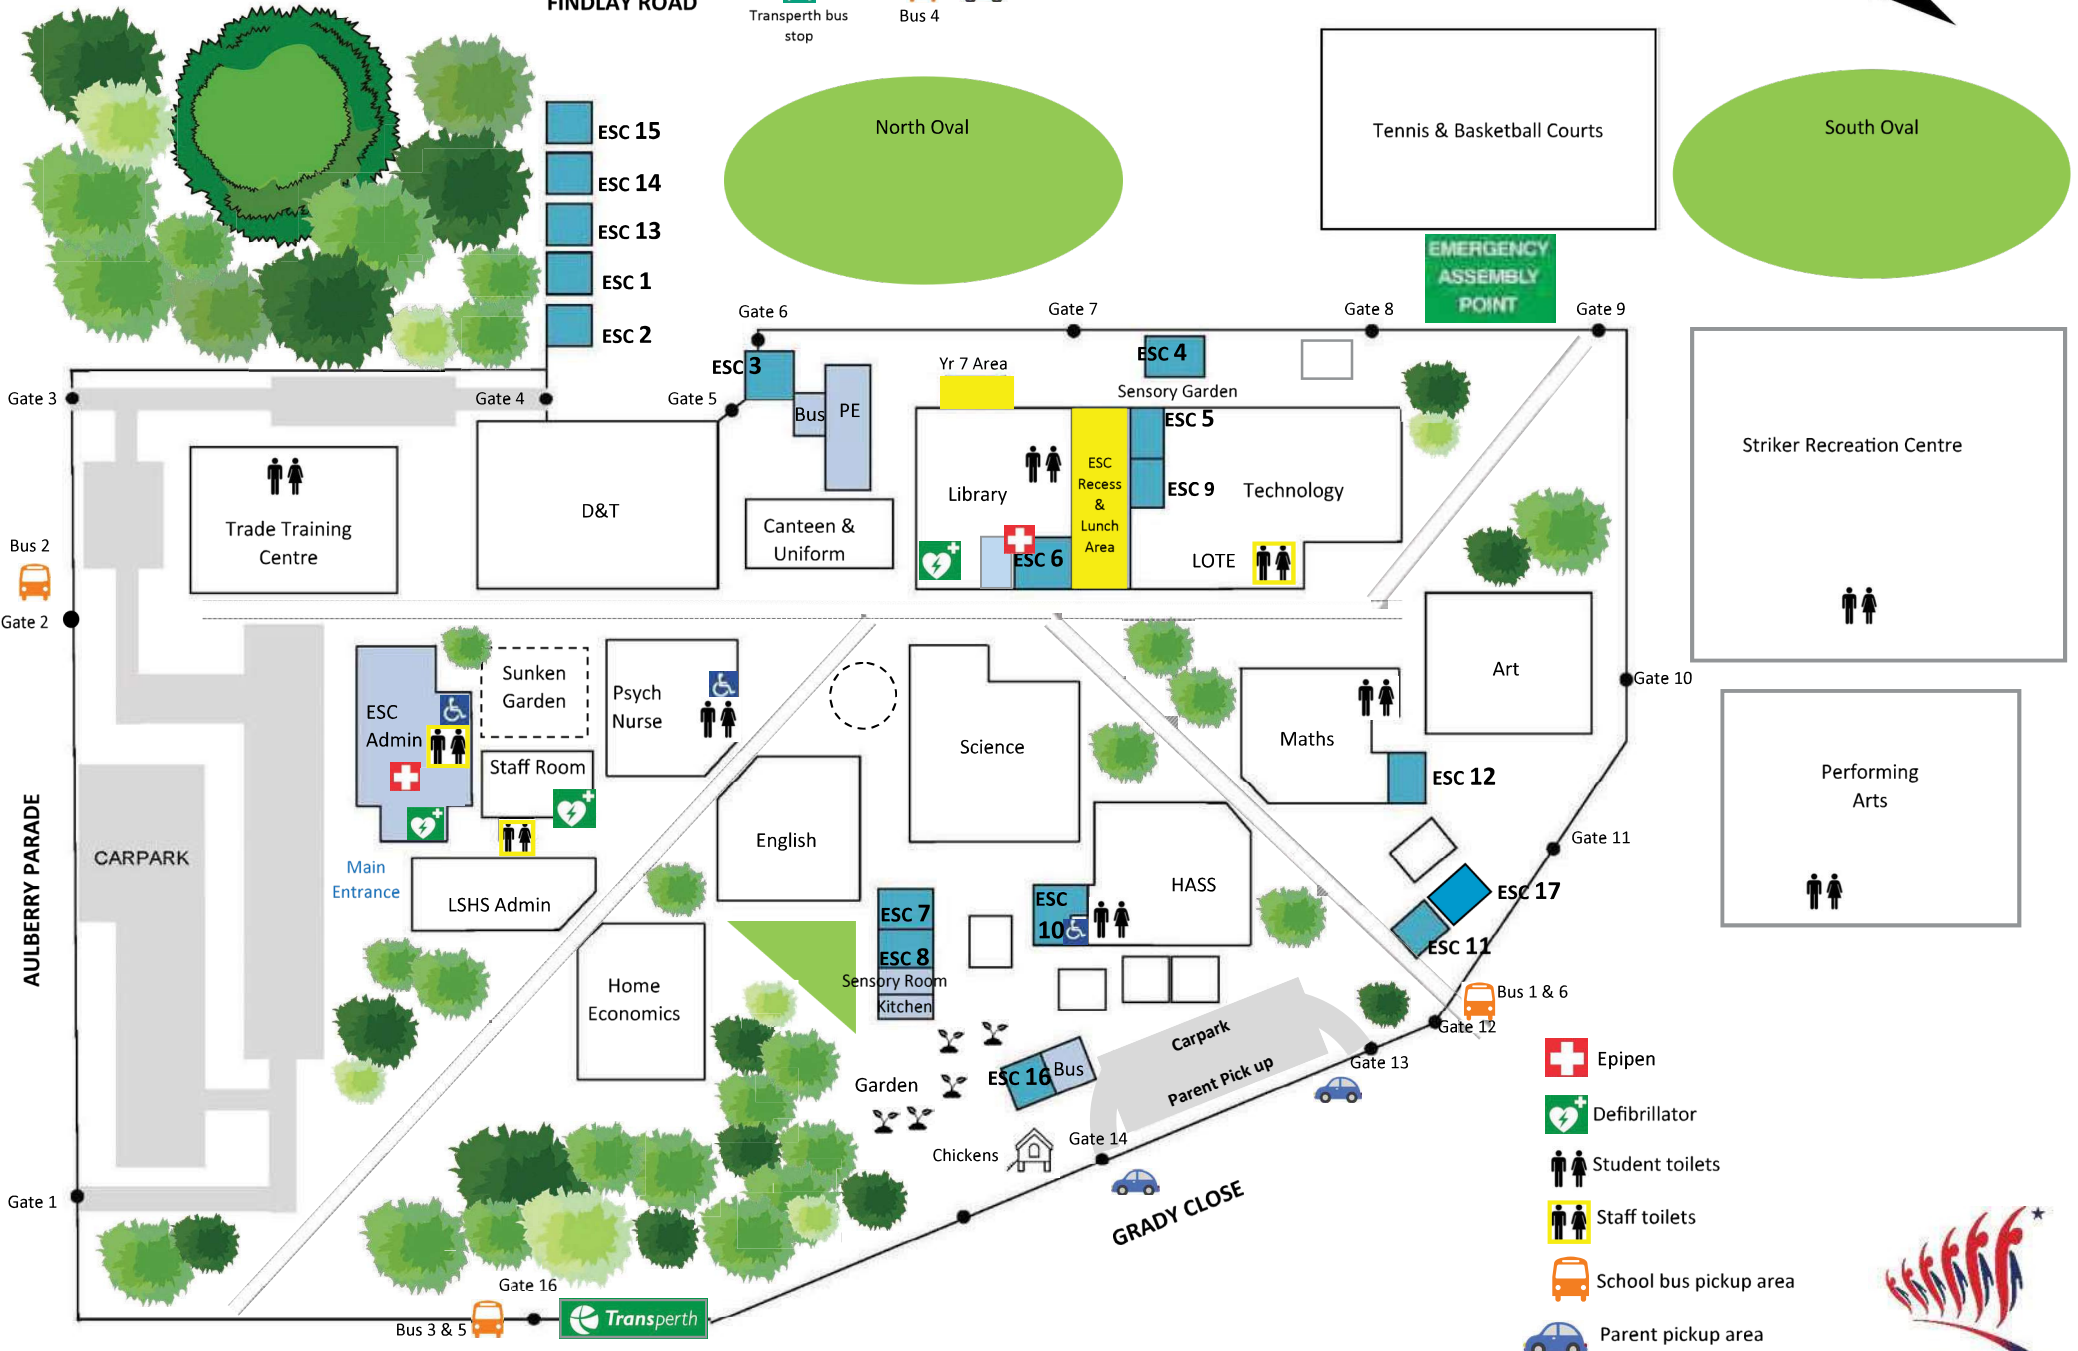 FINDLAY ROAD
Transperth bus
stop
Bus 4
North Oval
Tennis & Basketball Courts
South Oval
EMERGENCY
ASSEMBLY
POINT
ESC 15
ESC 14
ESC 13
ESC 1
ESC 2
Gate 6
Gate 7
Gate 8
Gate 9
ESC 3
Yr 7 Area
ESC 4
Sensory Garden
Gate 3
Gate 4
Gate 5
Bus
PE
ESC 5
ESC 9
ESC
Recess
&
Lunch
Area
Library
Technology
Striker Recreation Centre
Trade Training
Centre
D&T
Canteen &
Uniform
ESC 6
LOTE
Bus 2
Gate 2
ESC
Admin
Sunken
Garden
Psych
Nurse
Staff Room
Science
Maths
Art
Gate 10
ESC 12
Performing
Arts
Gate 11
AULBERRY PARADE
CARPARK
Main
Entrance
LSHS Admin
English
HASS
ESC 17
ESC 11
ESC 7
ESC 8
Sensory Room
Kitchen
ESC
10
Home
Economics
Bus 1 & 6
Gate 12
Gate 13
Carpark
Parent Pick up
Garden
ESC 16
Bus
Chickens
Gate 14
GRADY CLOSE
Gate 1
Gate 16
Bus 3 & 5
Transperth
Epipen
Defibrillator
Student toilets
Staff toilets
School bus pickup area
Parent pickup area